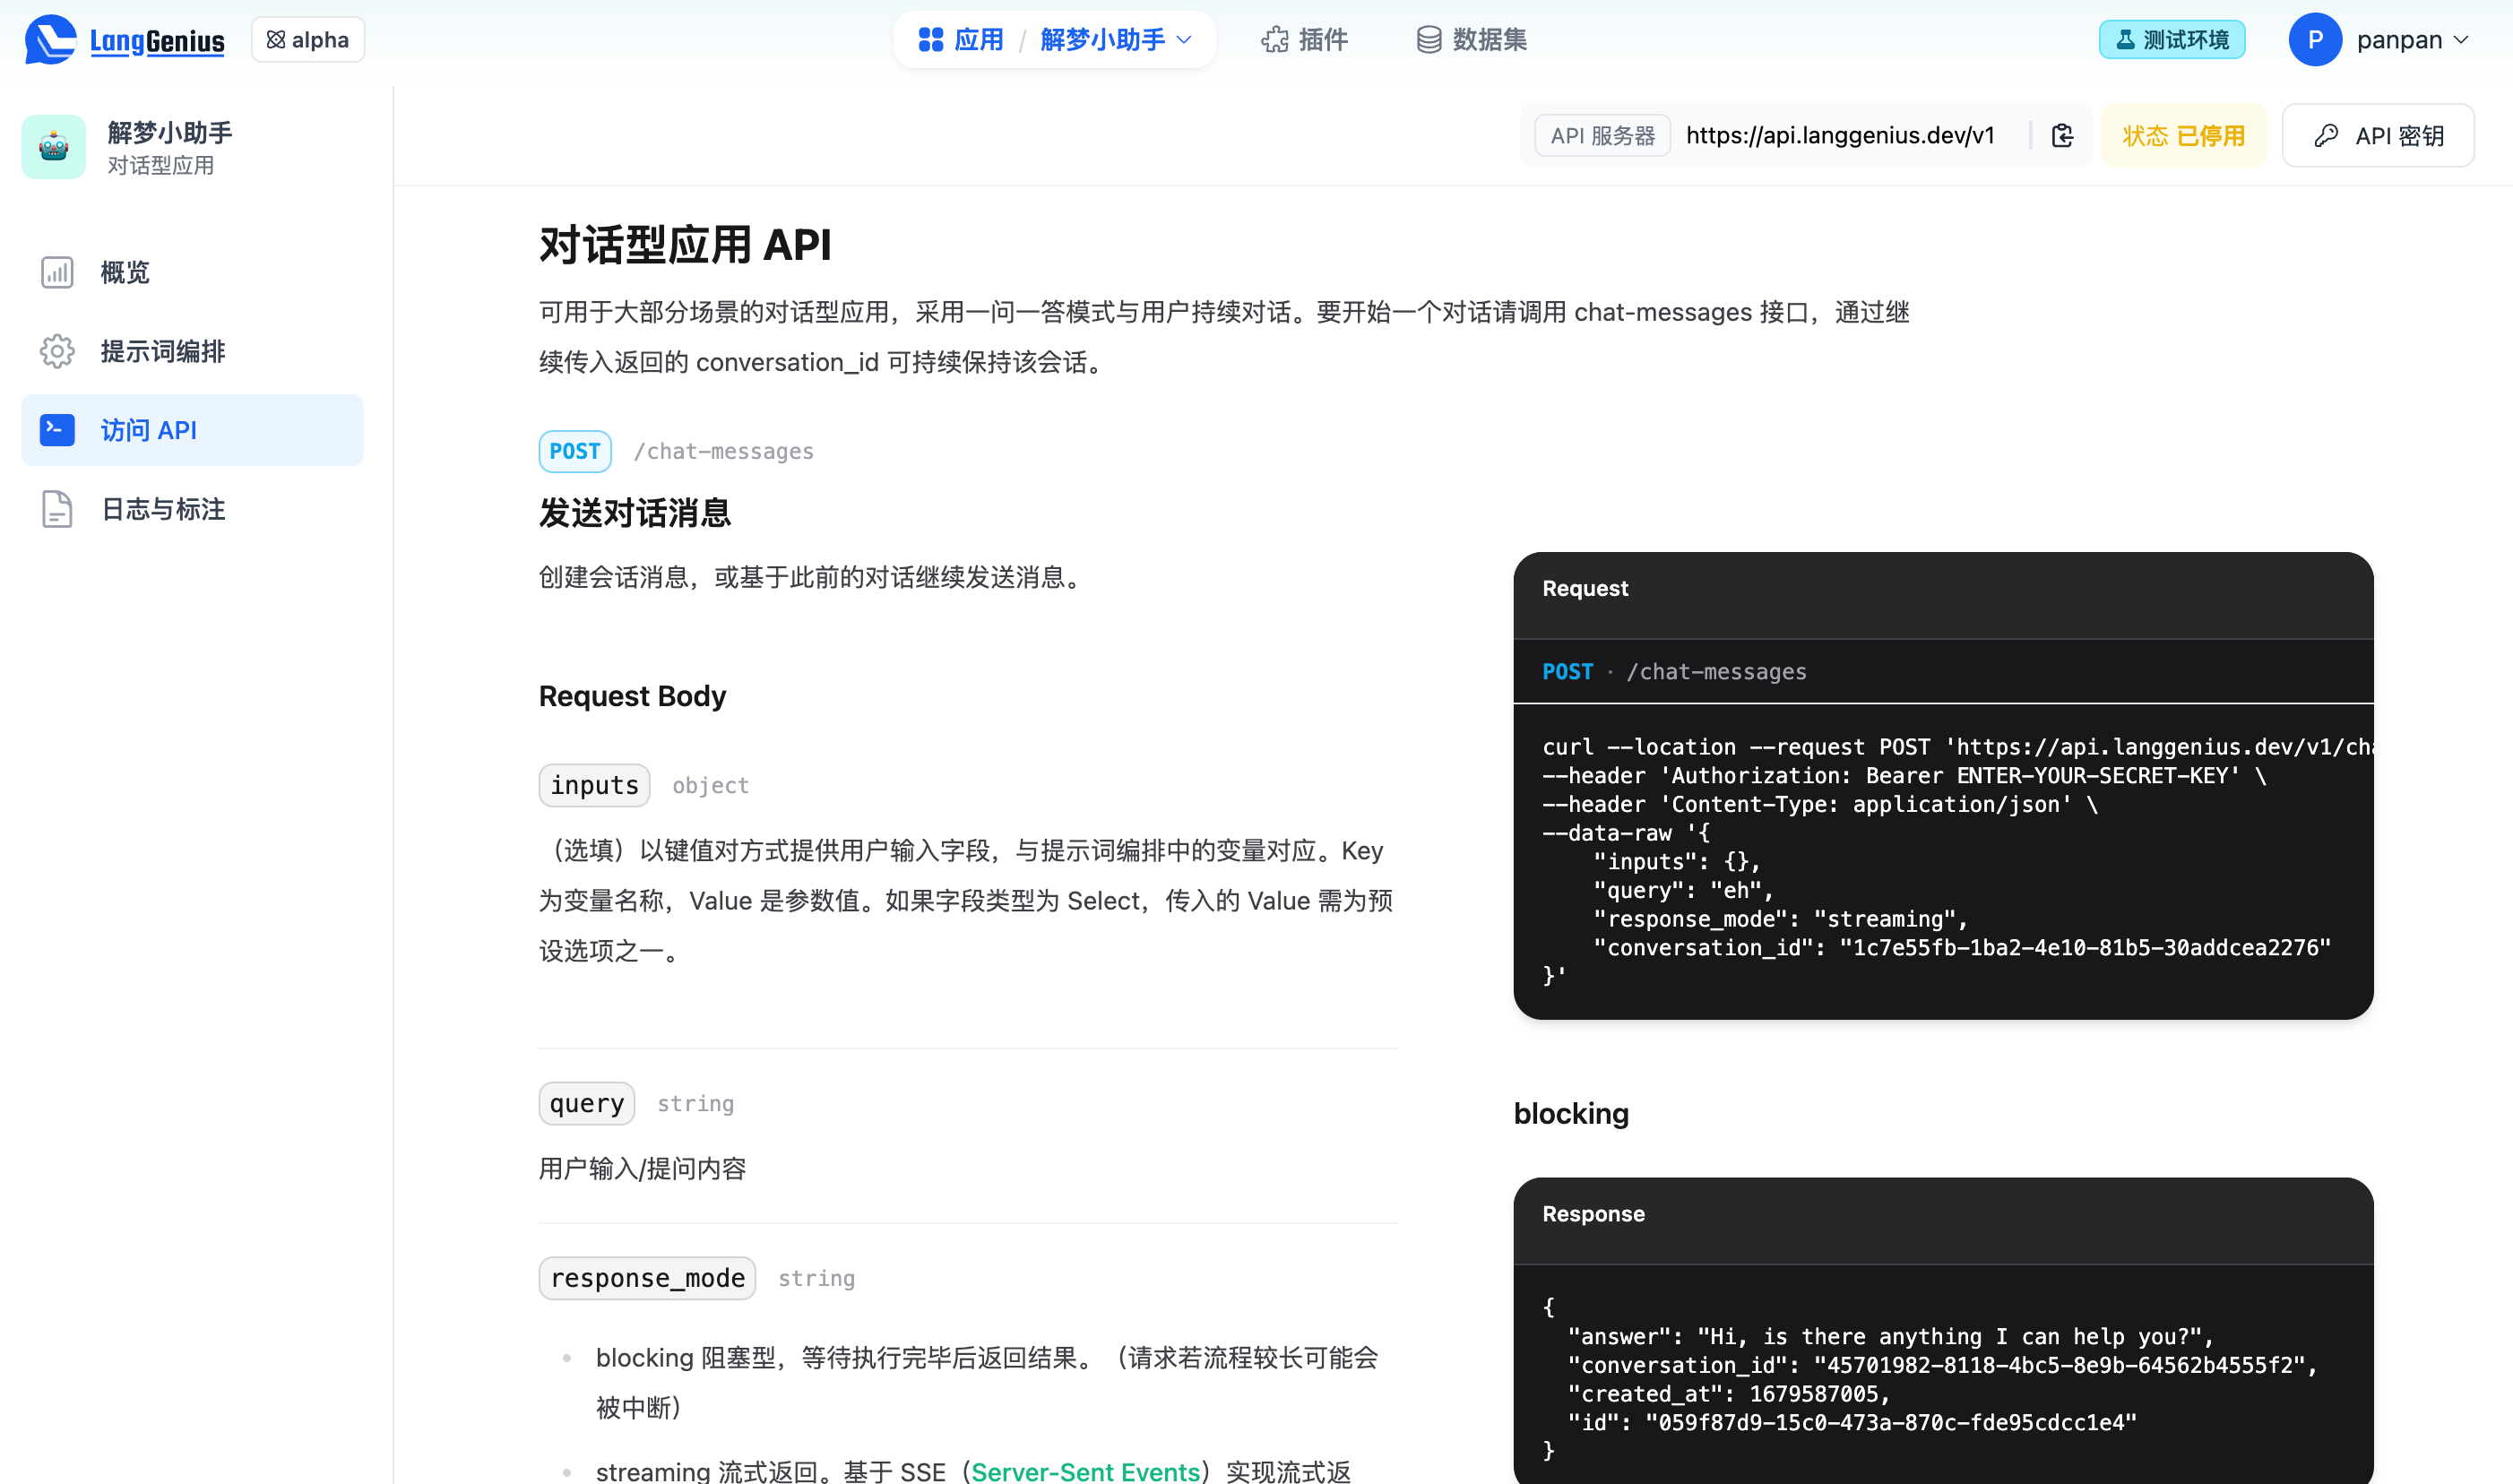 LangGenius
alpha
应用 / 解梦小助手
插件
数据集
测试环境
P
panpan
解梦小助手
对话型应用
概览
提示词编排
访问 API
日志与标注
API 服务器
https://api.langgenius.dev/v1
状态 已停用
API 密钥
对话型应用 API
可用于大部分场景的对话型应用，采用一问一答模式与用户持续对话。要开始一个对话请调用 chat-messages 接口，通过继
续传入返回的 conversation_id 可持续保持该会话。
POST /chat-messages
发送对话消息
创建会话消息，或基于此前的对话继续发送消息。
Request Body
inputs object
（选填）以键值对方式提供用户输入字段，与提示词编排中的变量对应。Key
为变量名称，Value 是参数值。如果字段类型为 Select，传入的 Value 需为预
设选项之一。
query string
用户输入/提问内容
response_mode string
blocking 阻塞型，等待执行完毕后返回结果。（请求若流程较长可能会
被中断）
streaming 流式返回。基于 SSE（Server-Sent Events）实现流式返
Request
POST · /chat-messages
curl --location --request POST 'https://api.langgenius.dev/v1/cha
--header 'Authorization: Bearer ENTER-YOUR-SECRET-KEY' \
--header 'Content-Type: application/json' \
--data-raw '{
    "inputs": {},
    "query": "eh",
    "response_mode": "streaming",
    "conversation_id": "1c7e55fb-1ba2-4e10-81b5-30addcea2276"
}'
blocking
Response
{
  "answer": "Hi, is there anything I can help you?",
  "conversation_id": "45701982-8118-4bc5-8e9b-64562b4555f2",
  "created_at": 1679587005,
  "id": "059f87d9-15c0-473a-870c-fde95cdcc1e4"
}